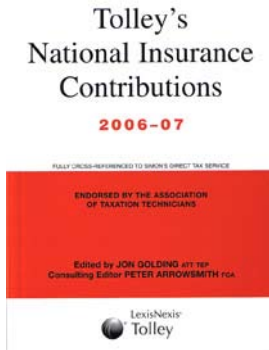 Tolley's
National Insurance
Contributions
2006-07
FULLY CROSS-REFERENCED TO SIMON'S DIRECT TAX SERVICE
ENDORSED BY THE ASSOCIATION
OF TAXATION TECHNICIANS
Edited by JON GOLDING ATT TEP
Consulting Editor PETER ARROWSMITH FCA
LexisNexis®
Tolley